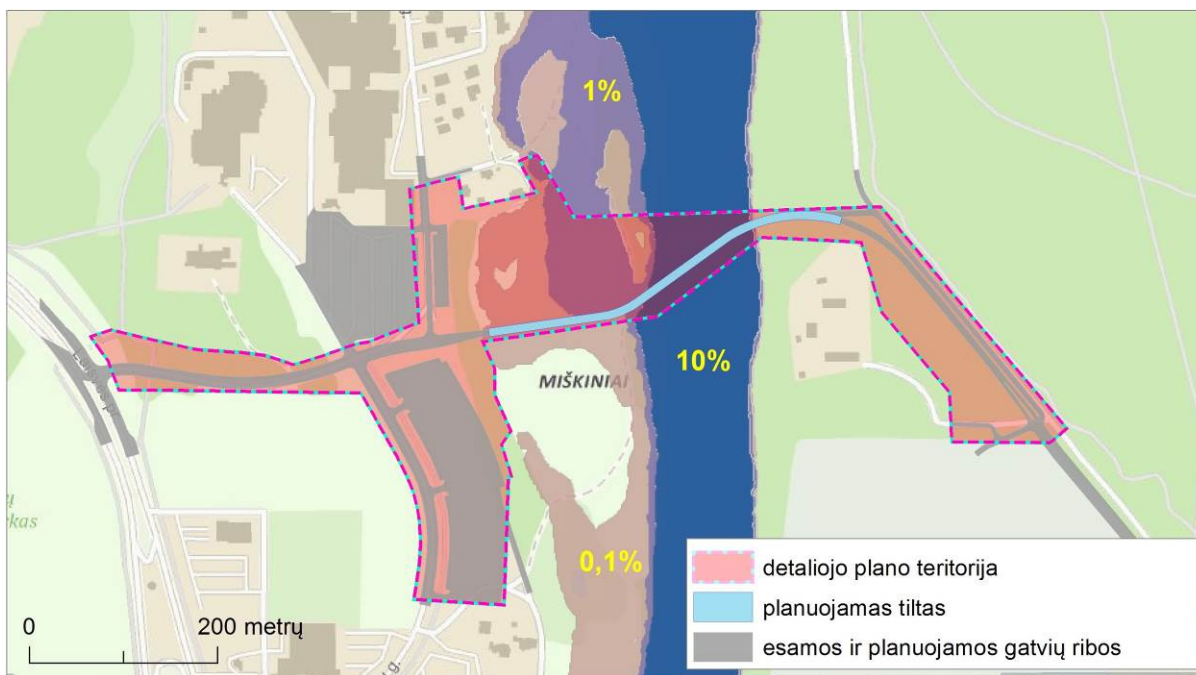 1%
MIŠKINIAI
10%
0,1%
0 200 metrų
detaliojo plano teritorija
planuojamas tiltas
esamos ir planuojamos gatvių ribos